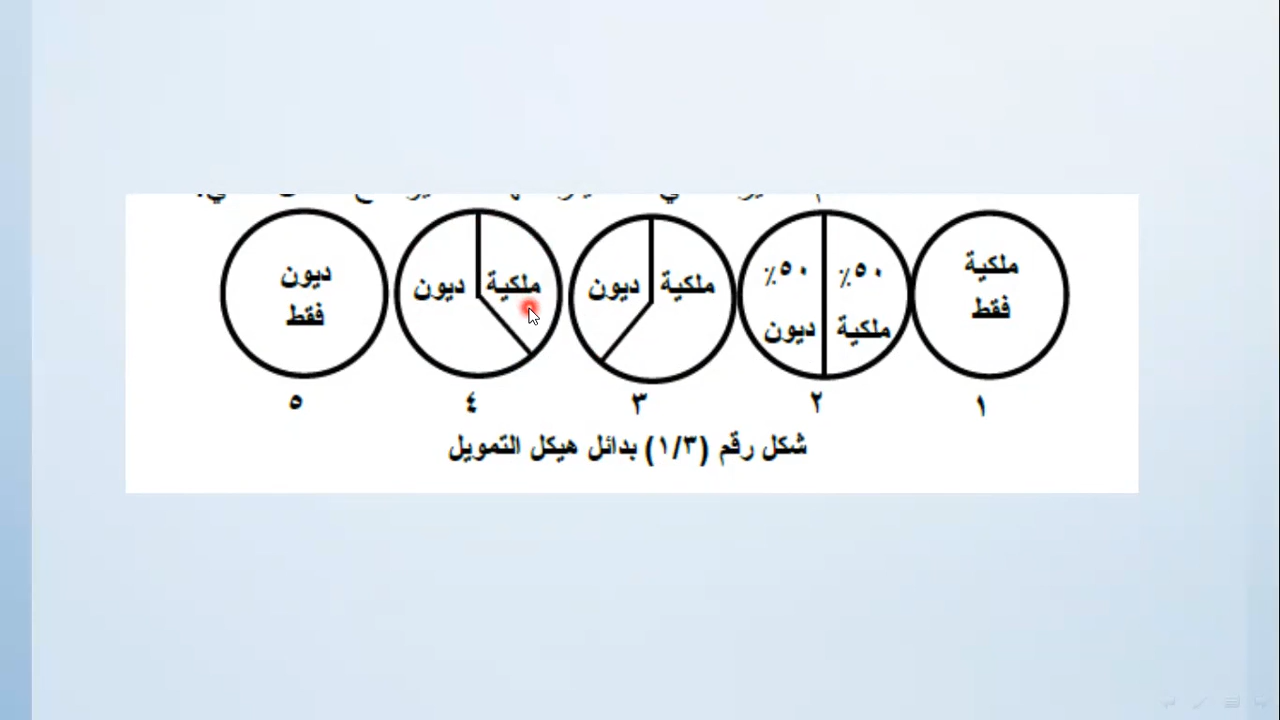 ملكية
فقط
٪٥٠
ملكية
٪٥٠
ديون
ملكية
ديون
ملكية
ديون
ديون
فقط
١
٢
٣
٤
٥
شكل رقم (١/٣) بدائل هيكل التمويل